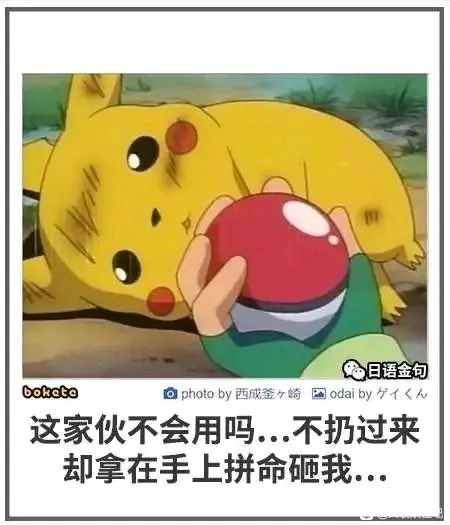 日语金句
bokete photo by 西成釜ヶ崎 odai by ゲイくん
这家伙不会用吗...不扔过来
却拿在手上拼命砸我...